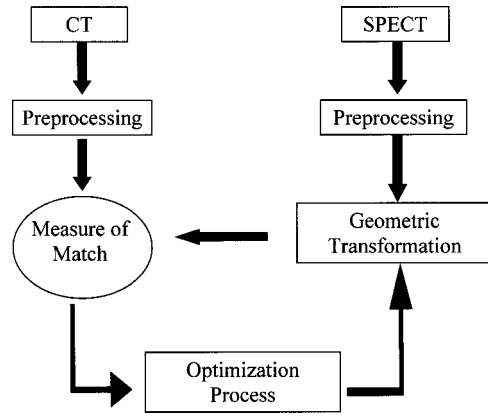 CT
SPECT
Preprocessing
Preprocessing
Measure of
Match
Geometric
Transformation
Optimization
Process